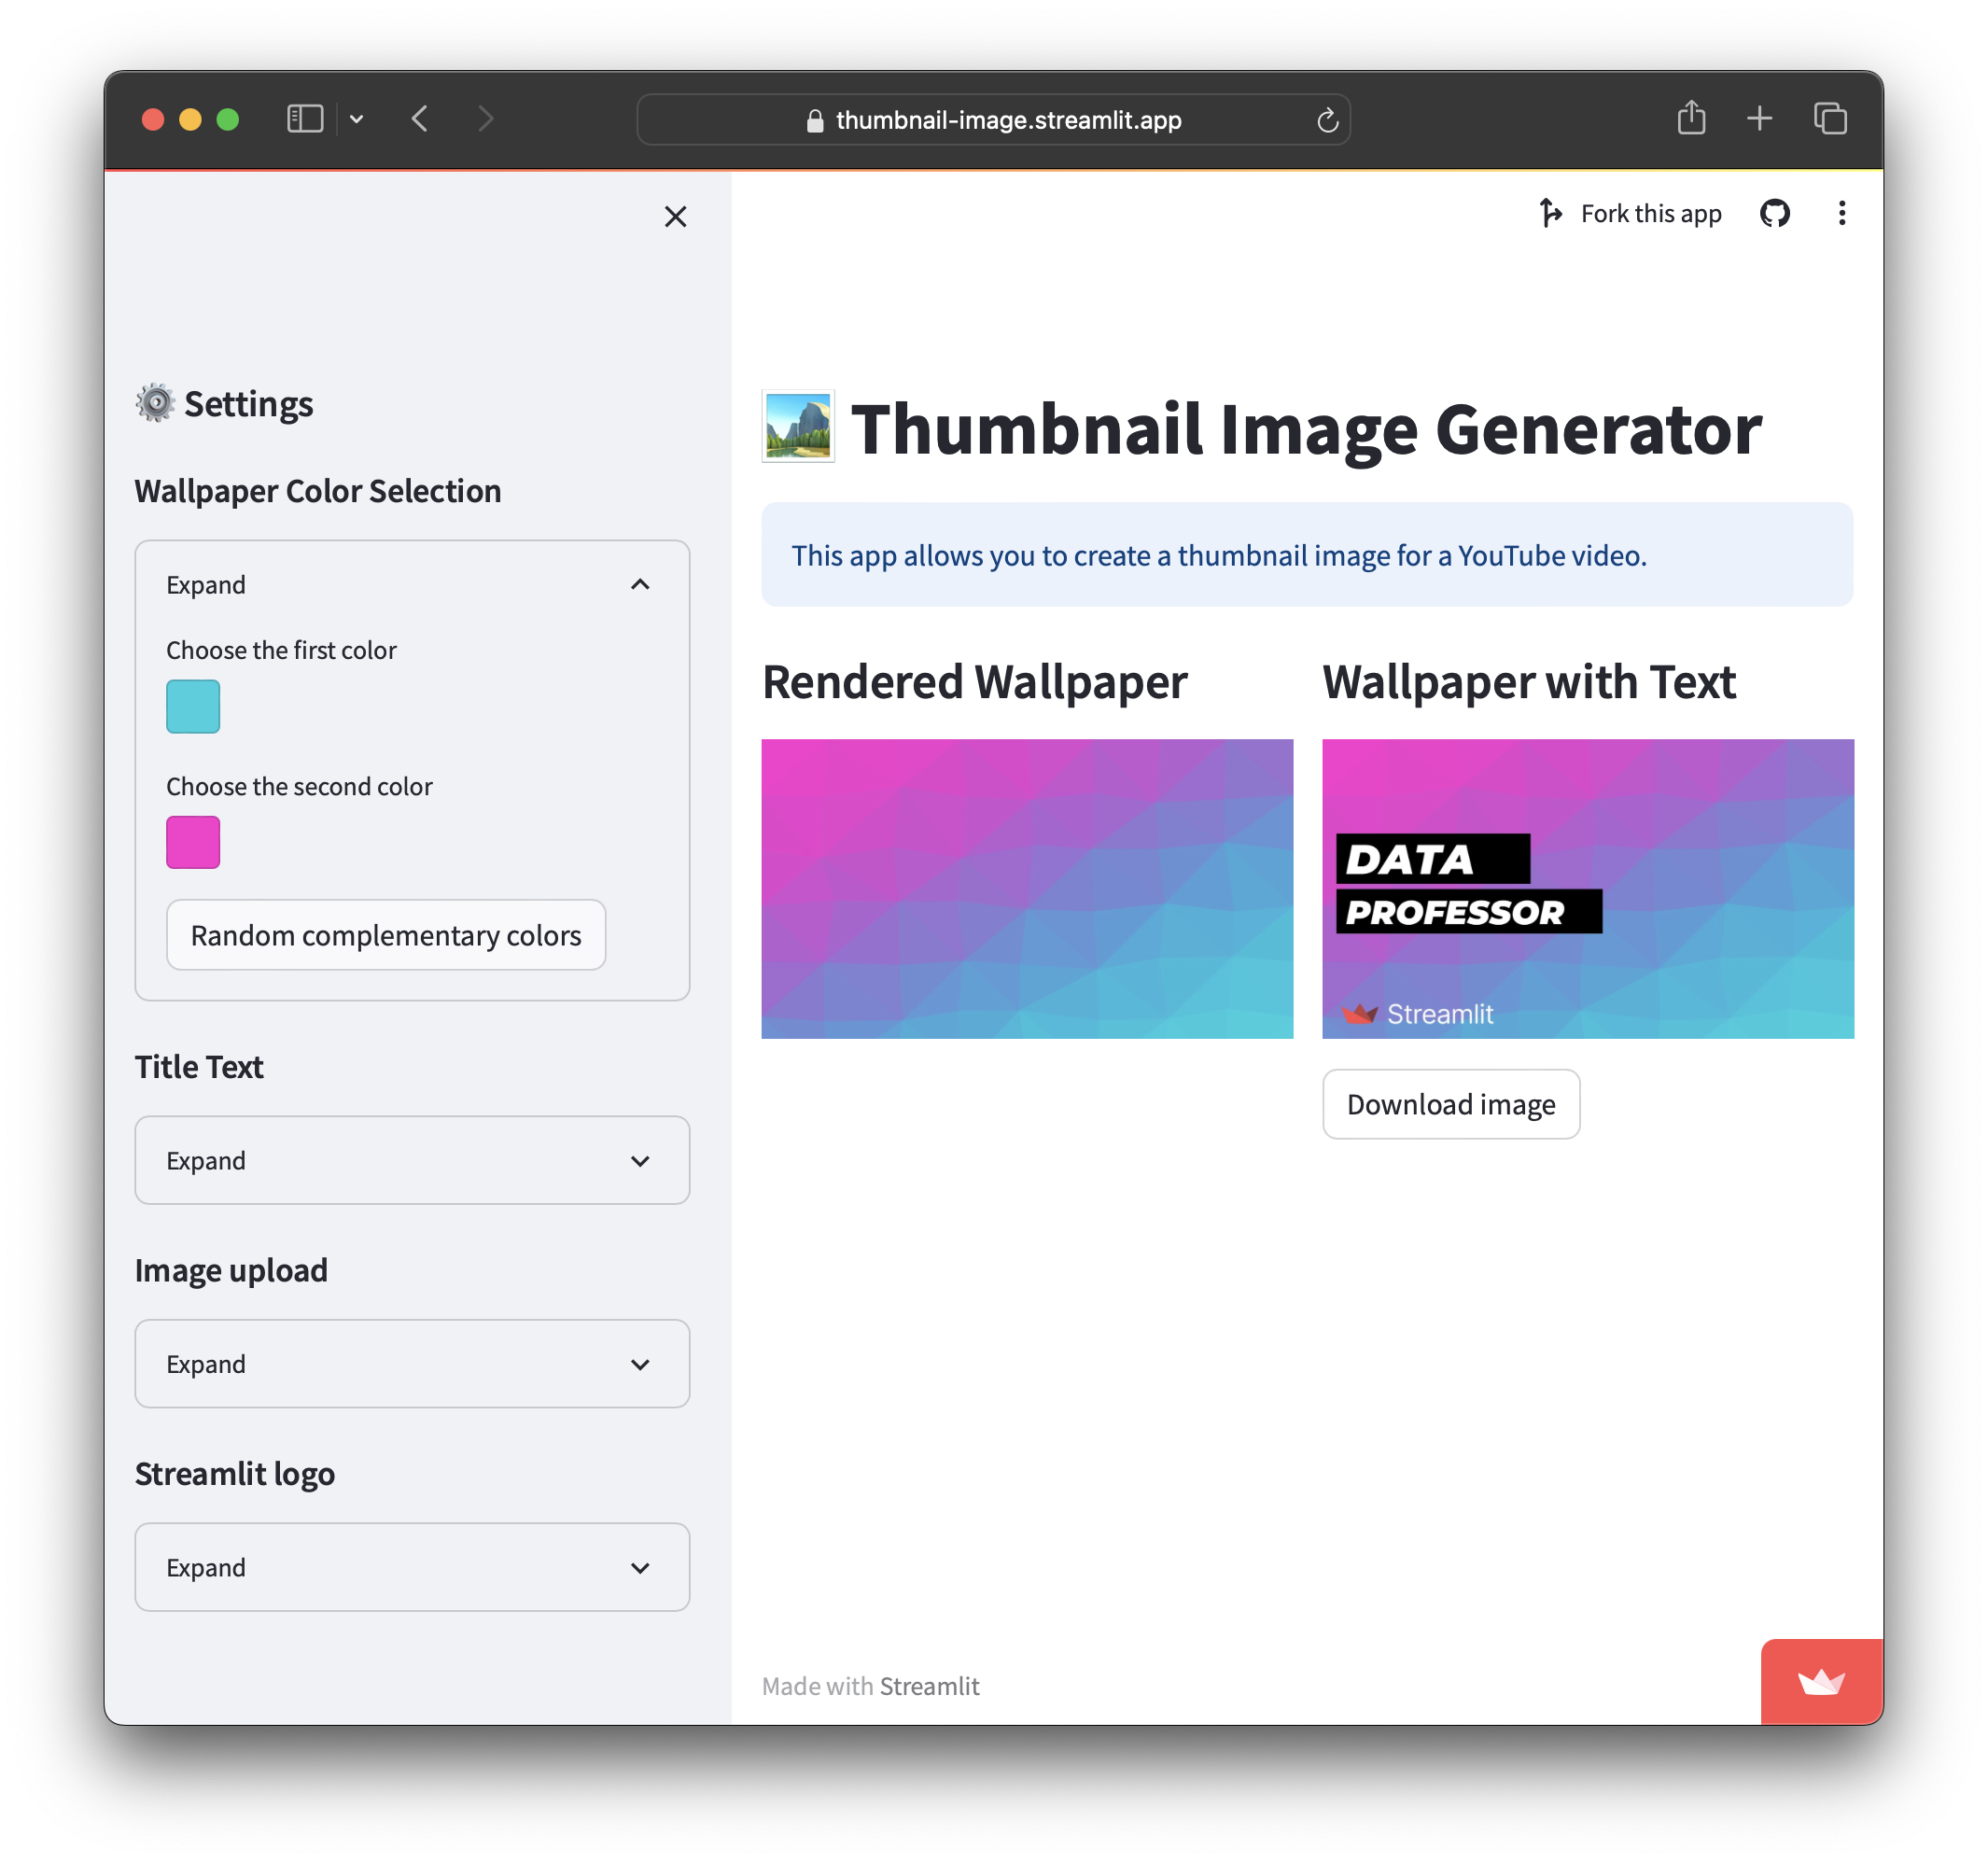 thumbnail-image.streamlit.app
Fork this app
Settings
Wallpaper Color Selection
Expand
Choose the first color
Choose the second color
Random complementary colors
Title Text
Expand
Image upload
Expand
Streamlit logo
Expand
Thumbnail Image Generator
This app allows you to create a thumbnail image for a YouTube video.
Rendered Wallpaper
Wallpaper with Text
DATA
PROFESSOR
Streamlit
Download image
Made with Streamlit